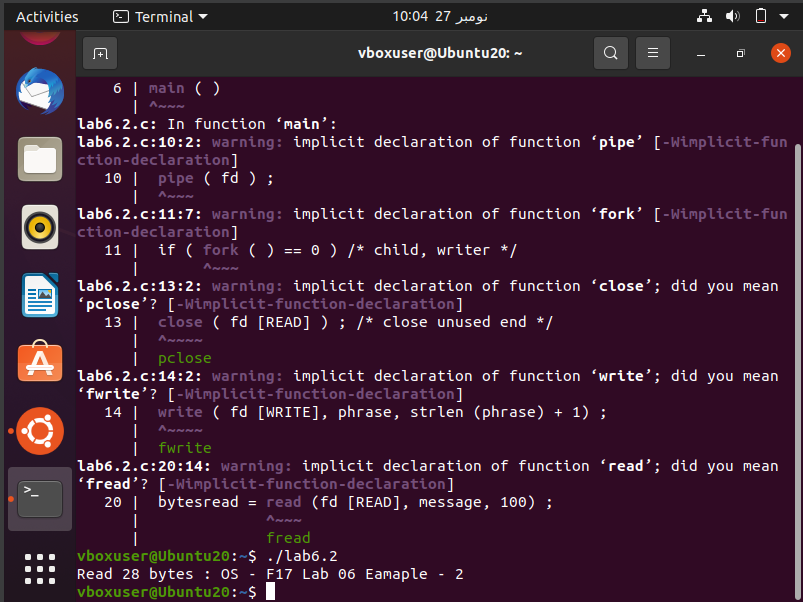 Activities
Terminal
10:04 27 نومبر
vboxuser@Ubuntu20: ~
6 | main ( )
| ^~~~
lab6.2.c: In function ‘main’:
lab6.2.c:10:2: warning: implicit declaration of function ‘pipe’ [-Wimplicit-fun
ction-declaration]
10 | pipe ( fd ) ;
| ^~~~
lab6.2.c:11:7: warning: implicit declaration of function ‘fork’ [-Wimplicit-fun
ction-declaration]
11 | if ( fork ( ) == 0 ) /* child, writer */
| ^~~~
lab6.2.c:13:2: warning: implicit declaration of function ‘close’; did you mean
‘pclose’? [-Wimplicit-function-declaration]
13 | close ( fd [READ] ) ; /* close unused end */
| ^~~~~
| pclose
lab6.2.c:14:2: warning: implicit declaration of function ‘write’; did you mean
‘fwrite’? [-Wimplicit-function-declaration]
14 | write ( fd [WRITE], phrase, strlen (phrase) + 1) ;
| ^~~~~
| fwrite
lab6.2.c:20:14: warning: implicit declaration of function ‘read’; did you mean
‘fread’? [-Wimplicit-function-declaration]
20 | bytesread = read (fd [READ], message, 100) ;
| ^~~~
| fread
vboxuser@Ubuntu20:~$ ./lab6.2
Read 28 bytes : OS - F17 Lab 06 Eamaple - 2
vboxuser@Ubuntu20:~$